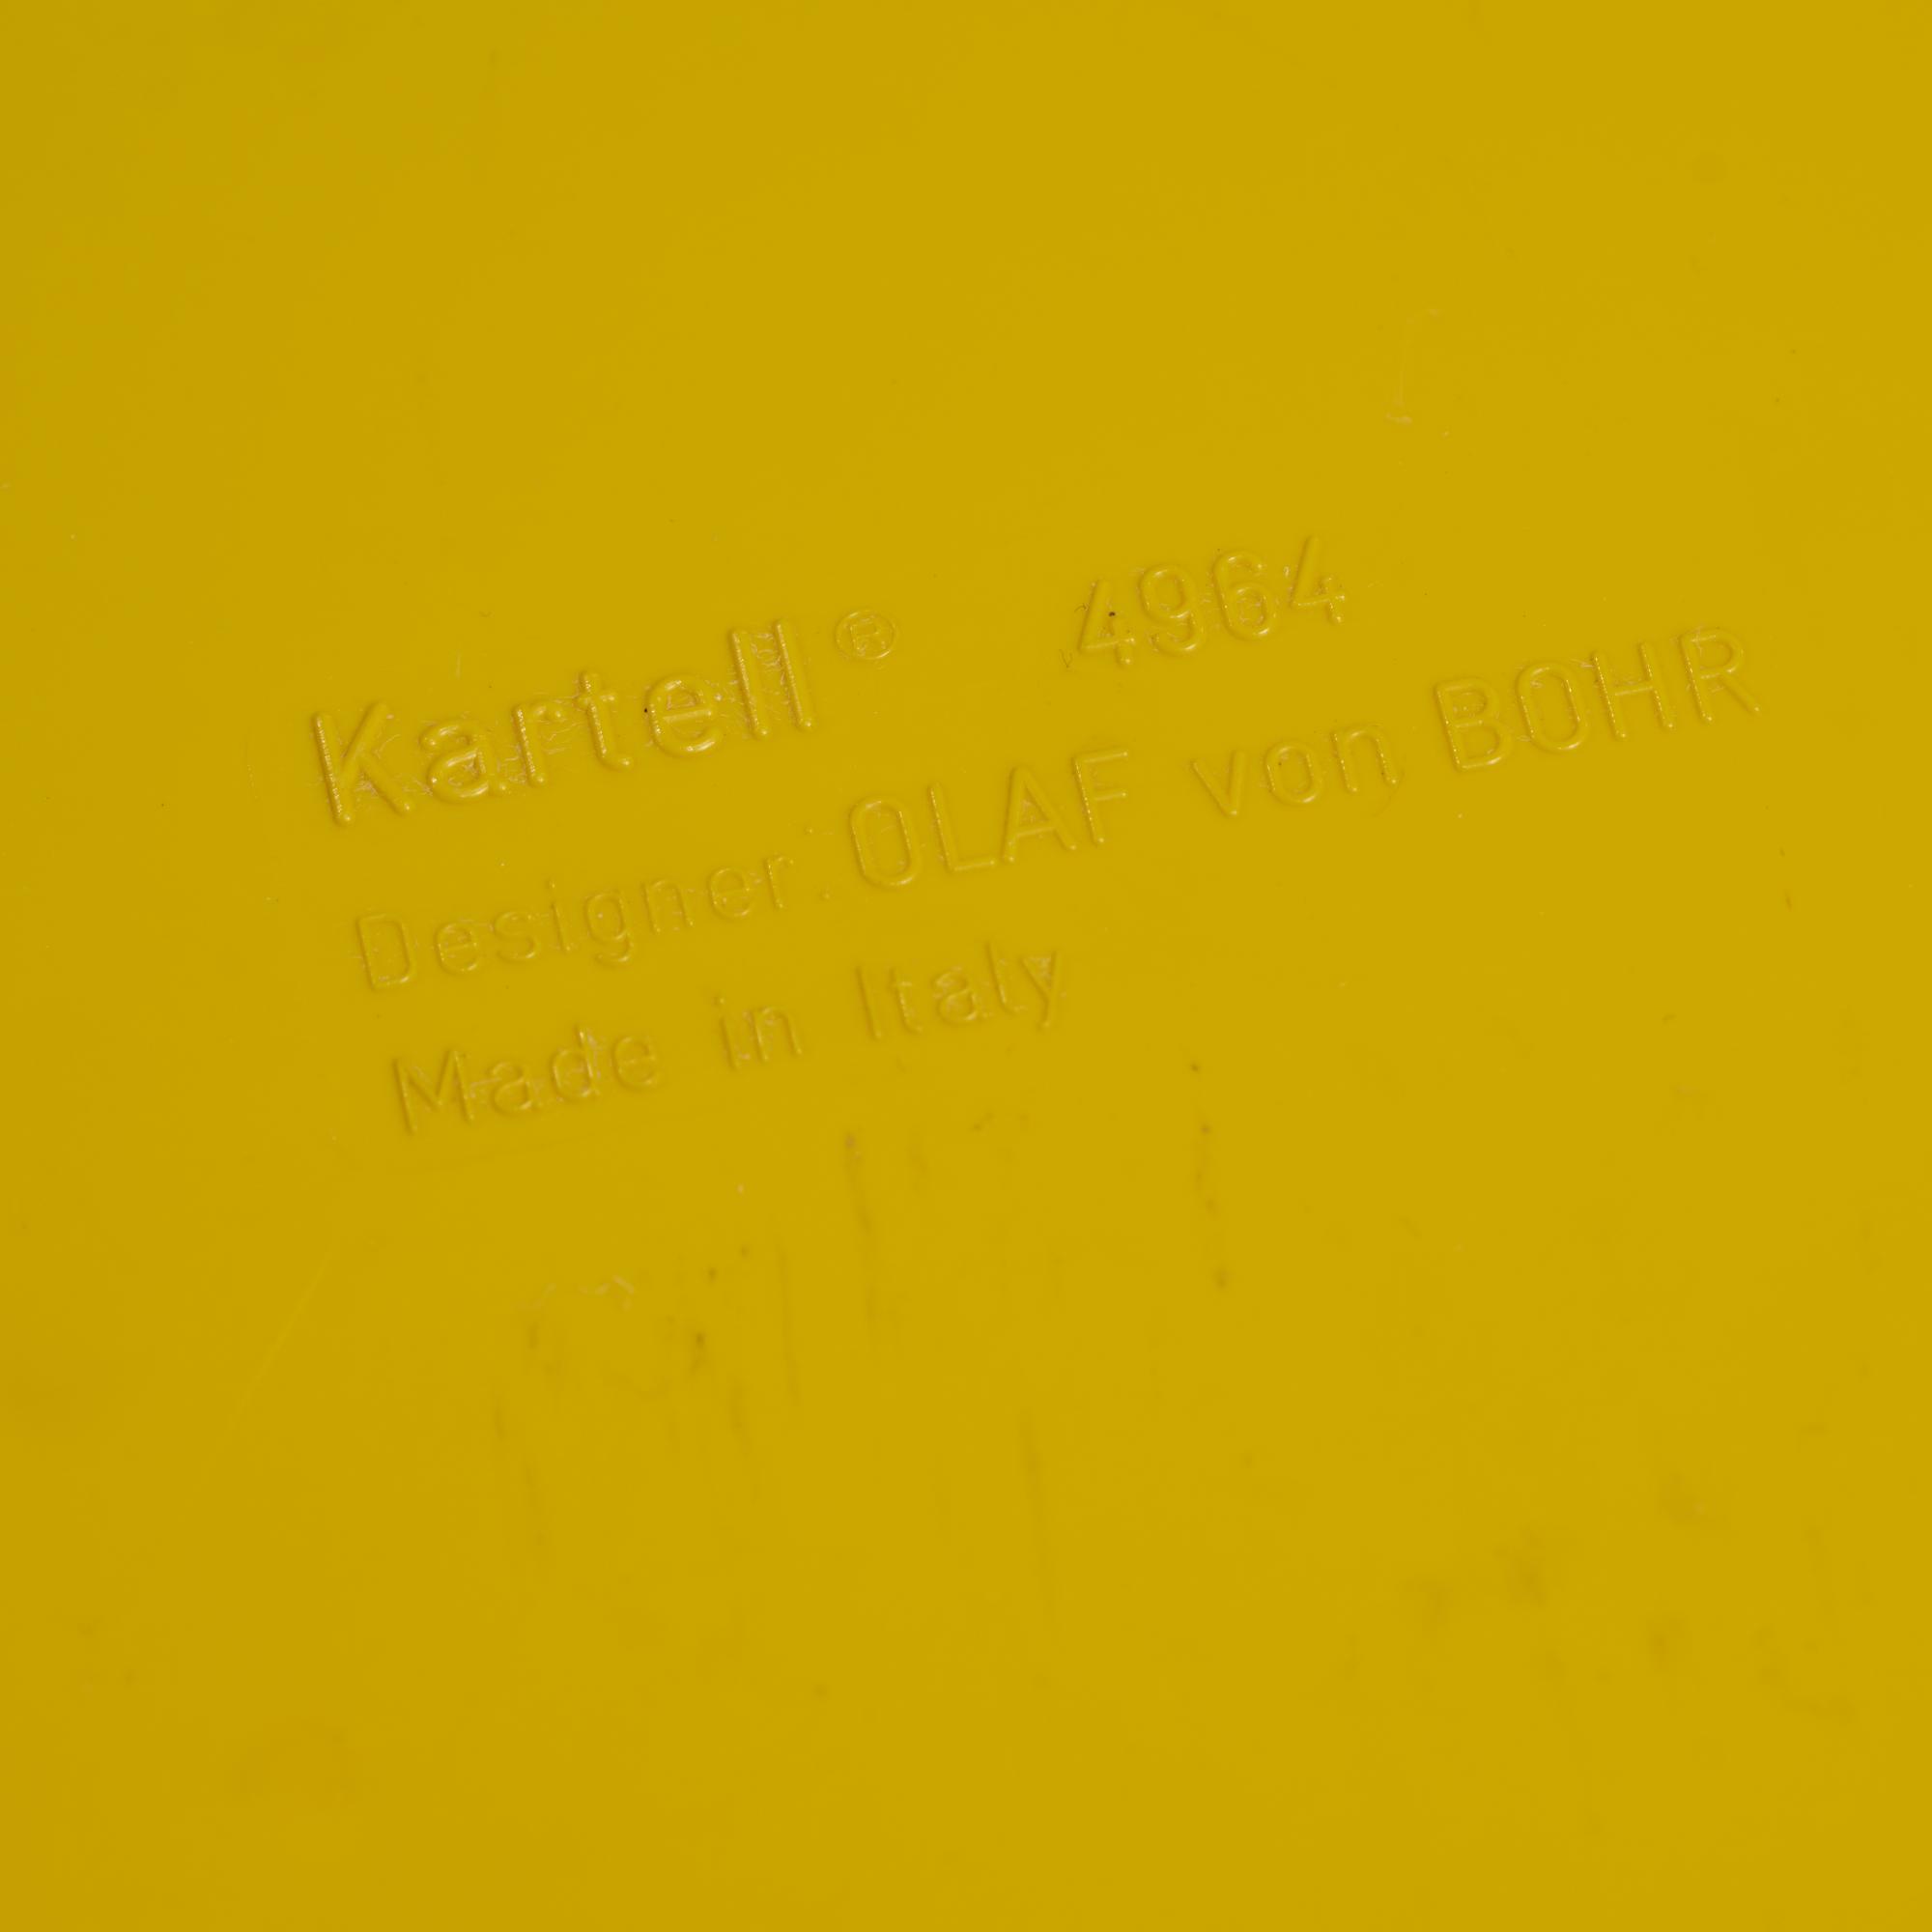 Kartell® 4964
Designer OLAF von BOHR
Made in Italy